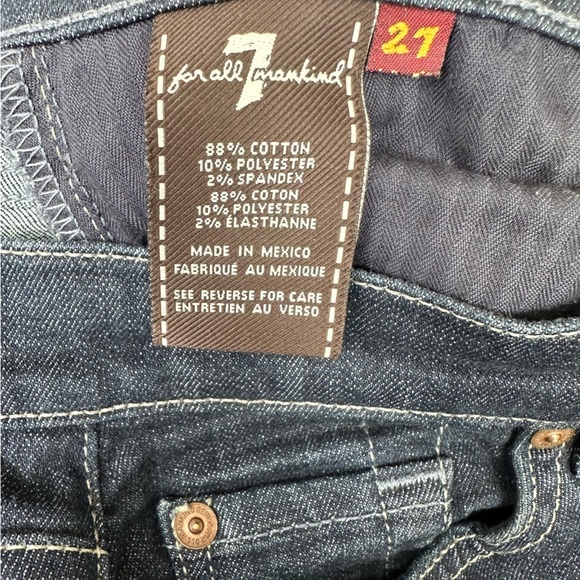 7
for all mankind
27
88% COTTON
10% POLYESTER
2% SPANDEX
88% COTON
10% POLYESTER
2% ÉLASTHANNE
MADE IN MEXICO
FABRIQUÉ AU MEXIQUE
SEE REVERSE FOR CARE
ENTRETIEN AU VERSO